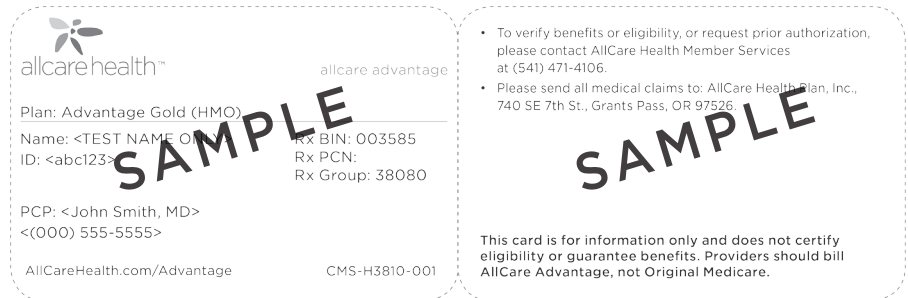 allcare health™
allcare advantage
Plan: Advantage Gold (HMO)
Name: <TEST NAME ONLY>
ID: <abc123>
Rx BIN: 003585
Rx PCN:
Rx Group: 38080
SAMPLE
PCP: <John Smith, MD>
<(000) 555-5555>
AllCareHealth.com/Advantage
CMS-H3810-001
• To verify benefits or eligibility, or request prior authorization,
please contact AllCare Health Member Services
at (541) 471-4106.
• Please send all medical claims to: AllCare Health Plan, Inc.,
740 SE 7th St., Grants Pass, OR 97526.
SAMPLE
This card is for information only and does not certify
eligibility or guarantee benefits. Providers should bill
AllCare Advantage, not Original Medicare.